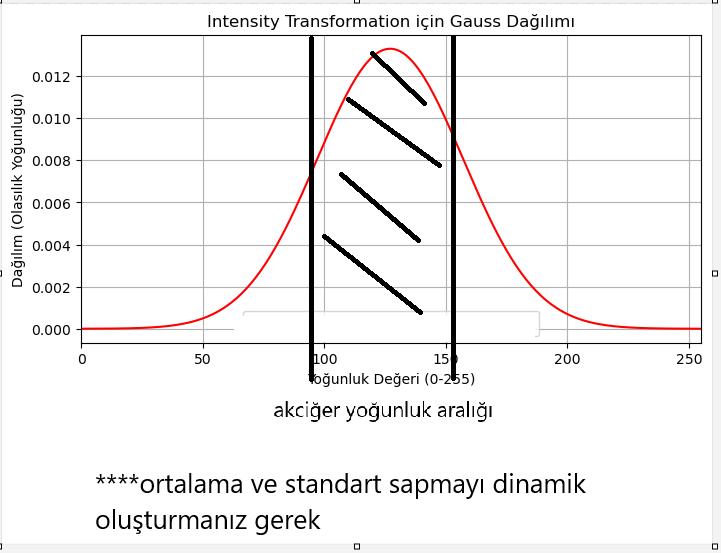 Intensity Transformation için Gauss Dağılımı
Dağılım (Olasılık Yoğunluğu)
0.012
0.010
0.008
0.006
0.004
0.002
0.000
0 50 100 150 200 250
Yoğunluk Değeri (0-255)
akciğer yoğunluk aralığı
****ortalama ve standart sapmayı dinamik
oluşturmanız gerek